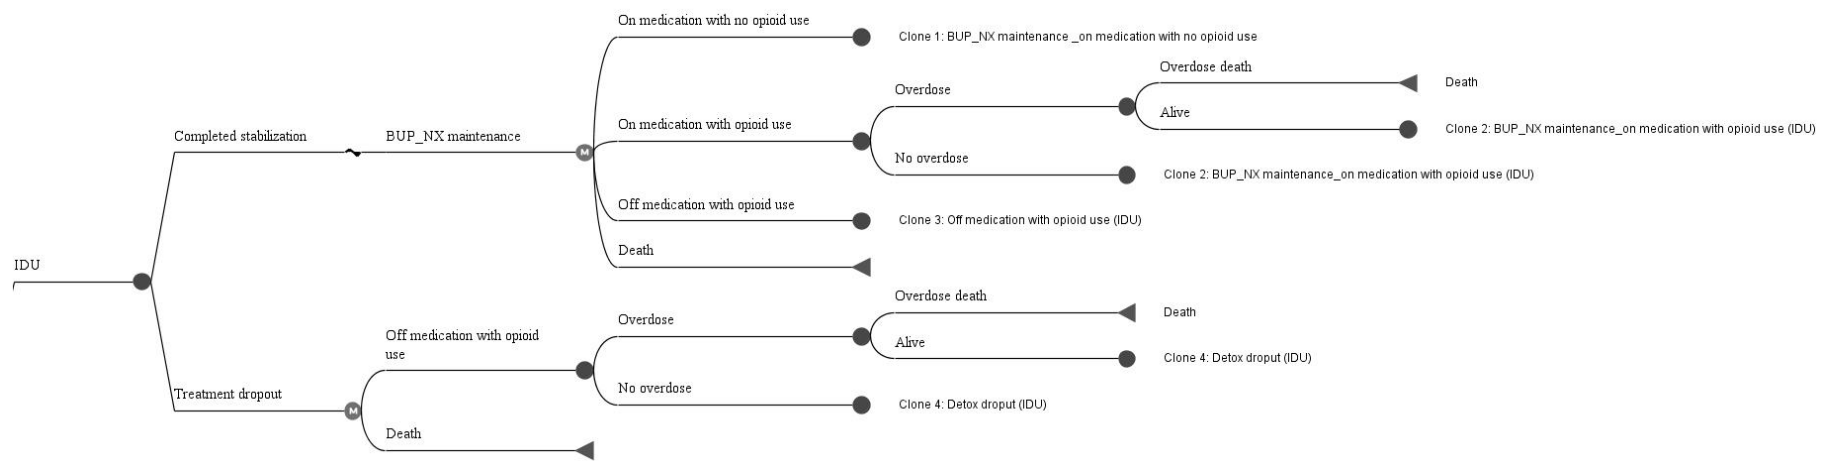 On medication with no opioid use
Clone 1: BUP_NX maintenance _on medication with no opioid use
Overdose death
Death
Overdose
Alive
Clone 2: BUP_NX maintenance_on medication with opioid use (IDU)
On medication with opioid use
Completed stabilization
BUP_NX maintenance
M
No overdose
Clone 2: BUP_NX maintenance_on medication with opioid use (IDU)
Off medication with opioid use
Clone 3: Off medication with opioid use (IDU)
Death
IDU
Overdose death
Death
Overdose
Off medication with opioid
use
Alive
Clone 4: Detox droput (IDU)
No overdose
Clone 4: Detox droput (IDU)
Treatment dropout
M
Death